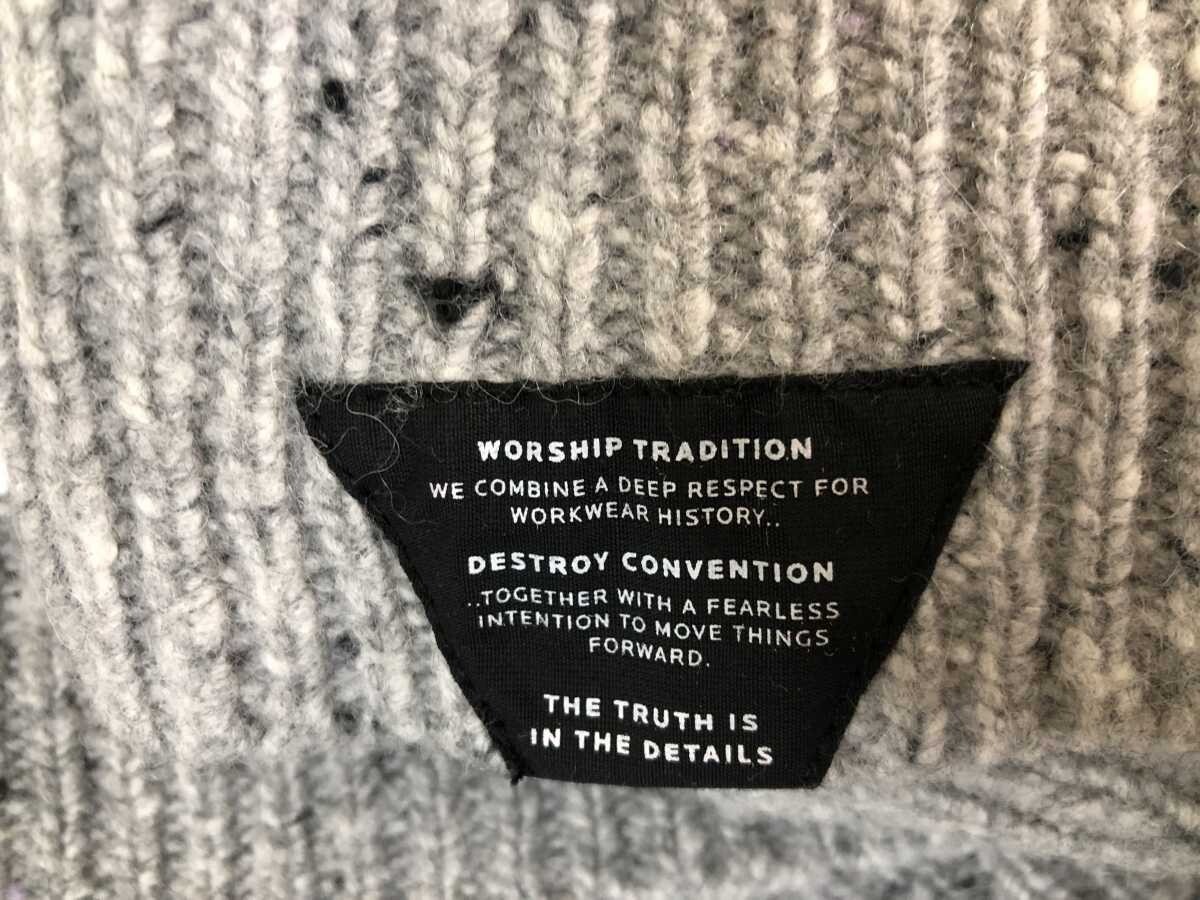 WORSHIP TRADITION
WE COMBINE A DEEP RESPECT FOR
WORKWEAR HISTORY..
DESTROY CONVENTION
..TOGETHER WITH A FEARLESS
INTENTION TO MOVE THINGS
FORWARD.
THE TRUTH IS
IN THE DETAILS